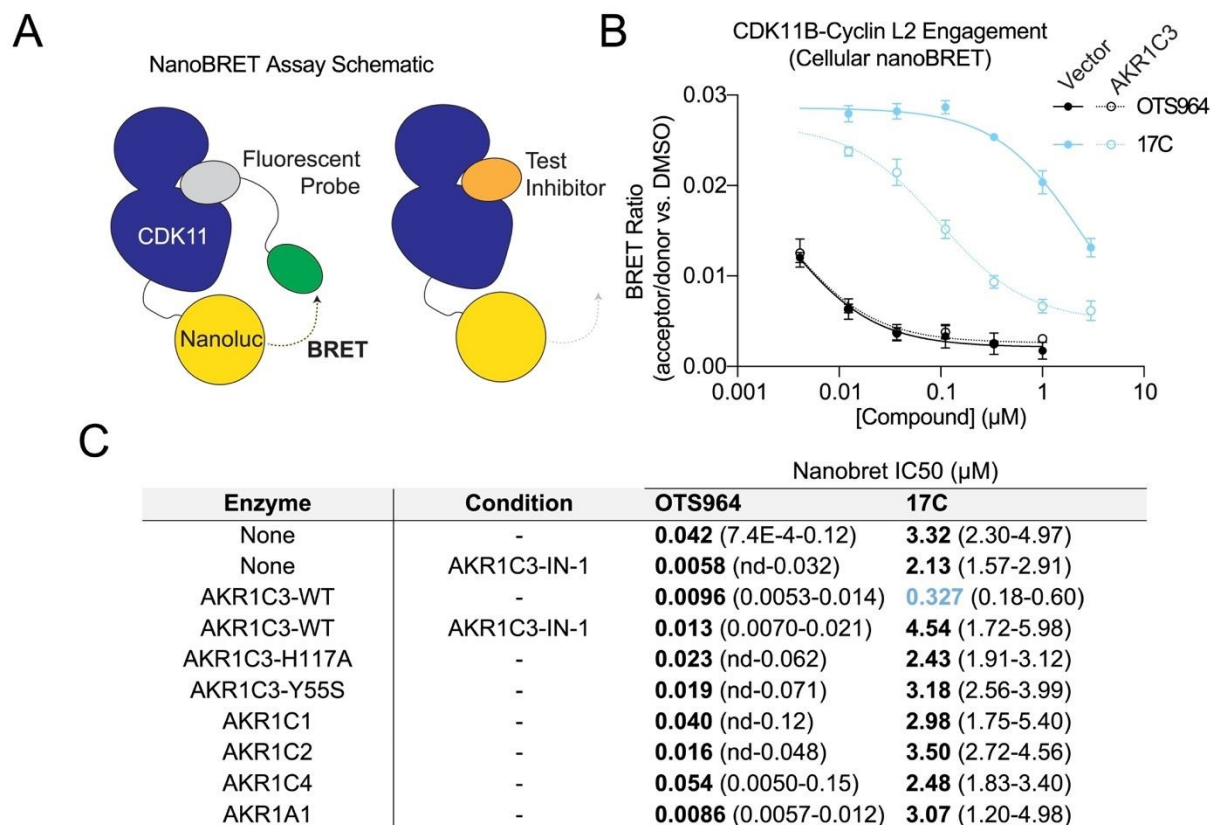 A
NanoBRET Assay Schematic
Fluorescent
Probe
CDK11
Nanoluc
BRET
Test
Inhibitor
B
CDK11B-Cyclin L2 Engagement
(Cellular nanoBRET)
Vector
AKR1C3
OTS964
17C
BRET Ratio
(acceptor/donor vs. DMSO)
0.03
0.02
0.01
0.00
0.001 0.01 0.1 1 10
[Compound] (µM)
C
Nanobret IC50 (µM)
Enzyme Condition OTS964 17C
None - 0.042 (7.4E-4-0.12) 3.32 (2.30-4.97)
None AKR1C3-IN-1 0.0058 (nd-0.032) 2.13 (1.57-2.91)
AKR1C3-WT - 0.0096 (0.0053-0.014) 0.327 (0.18-0.60)
AKR1C3-WT AKR1C3-IN-1 0.013 (0.0070-0.021) 4.54 (1.72-5.98)
AKR1C3-H117A - 0.023 (nd-0.062) 2.43 (1.91-3.12)
AKR1C3-Y55S - 0.019 (nd-0.071) 3.18 (2.56-3.99)
AKR1C1 - 0.040 (nd-0.12) 2.98 (1.75-5.40)
AKR1C2 - 0.016 (nd-0.048) 3.50 (2.72-4.56)
AKR1C4 - 0.054 (0.0050-0.15) 2.48 (1.83-3.40)
AKR1A1 - 0.0086 (0.0057-0.012) 3.07 (1.20-4.98)